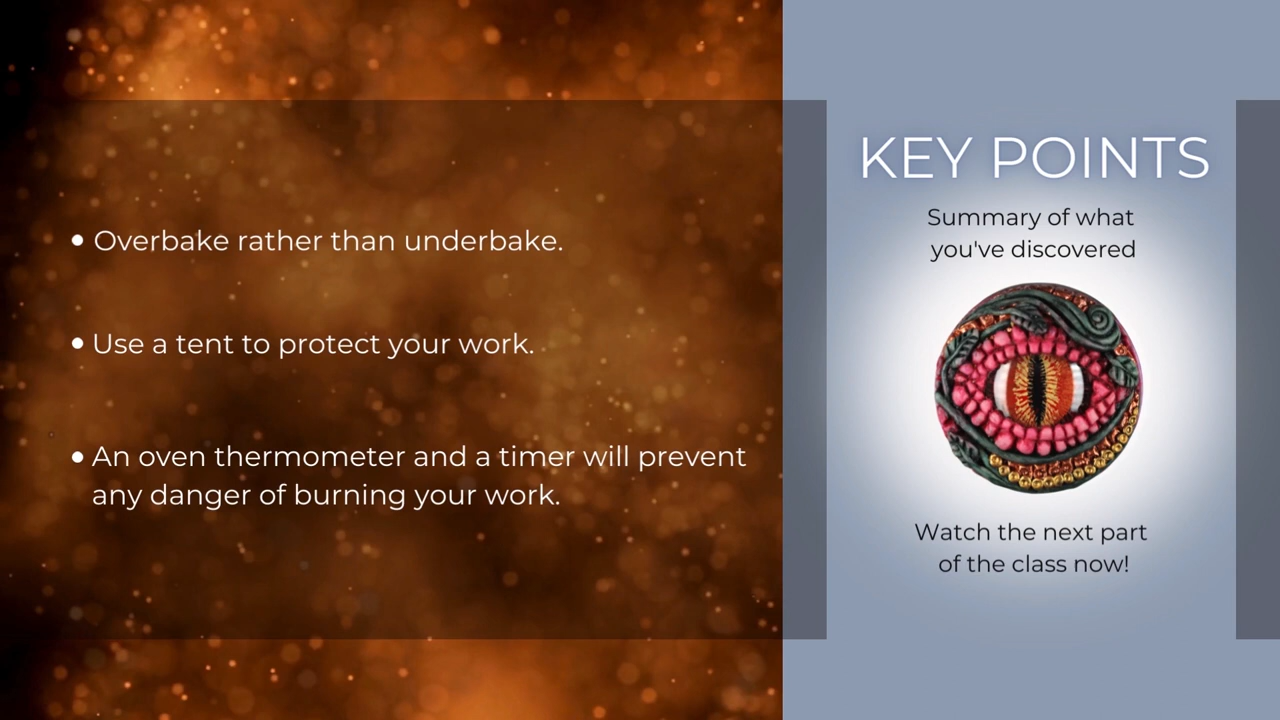 • Overbake rather than underbake.
• Use a tent to protect your work.
• An oven thermometer and a timer will prevent
any danger of burning your work.
KEY POINTS
Summary of what
you've discovered
Watch the next part
of the class now!